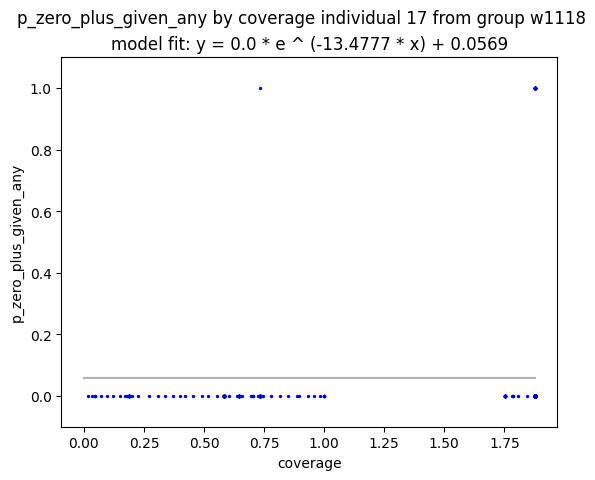 p_zero_plus_given_any by coverage individual 17 from group w1118
model fit: y = 0.0 * e ^ (-13.4777 * x) + 0.0569
1.0
0.8
0.6
0.4
0.2
0.0
p_zero_plus_given_any
0.00 0.25 0.50 0.75 1.00 1.25 1.50 1.75
coverage